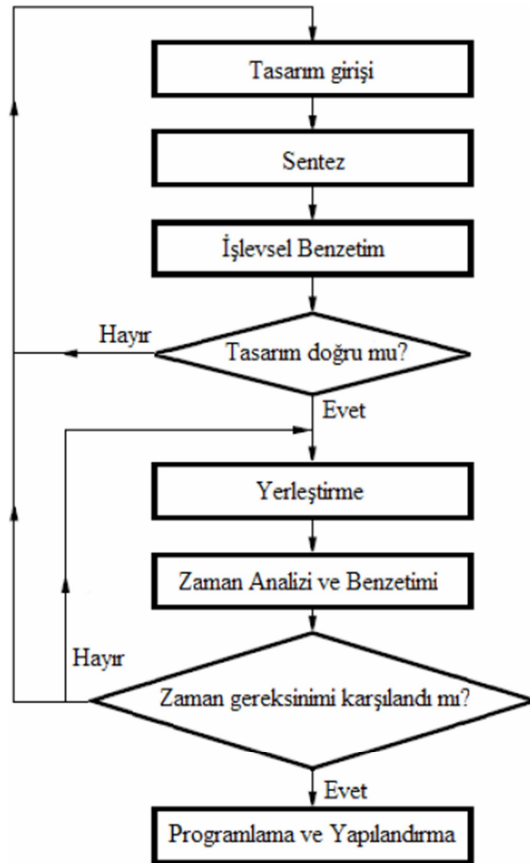 Tasarım girişi
Sentez
İşlevsel Benzetim
Hayır
Tasarım doğru mu?
Evet
Yerleştirme
Zaman Analizi ve Benzetimi
Hayır
Zaman gereksinimi karşılandı mı?
Evet
Programlama ve Yapılandırma